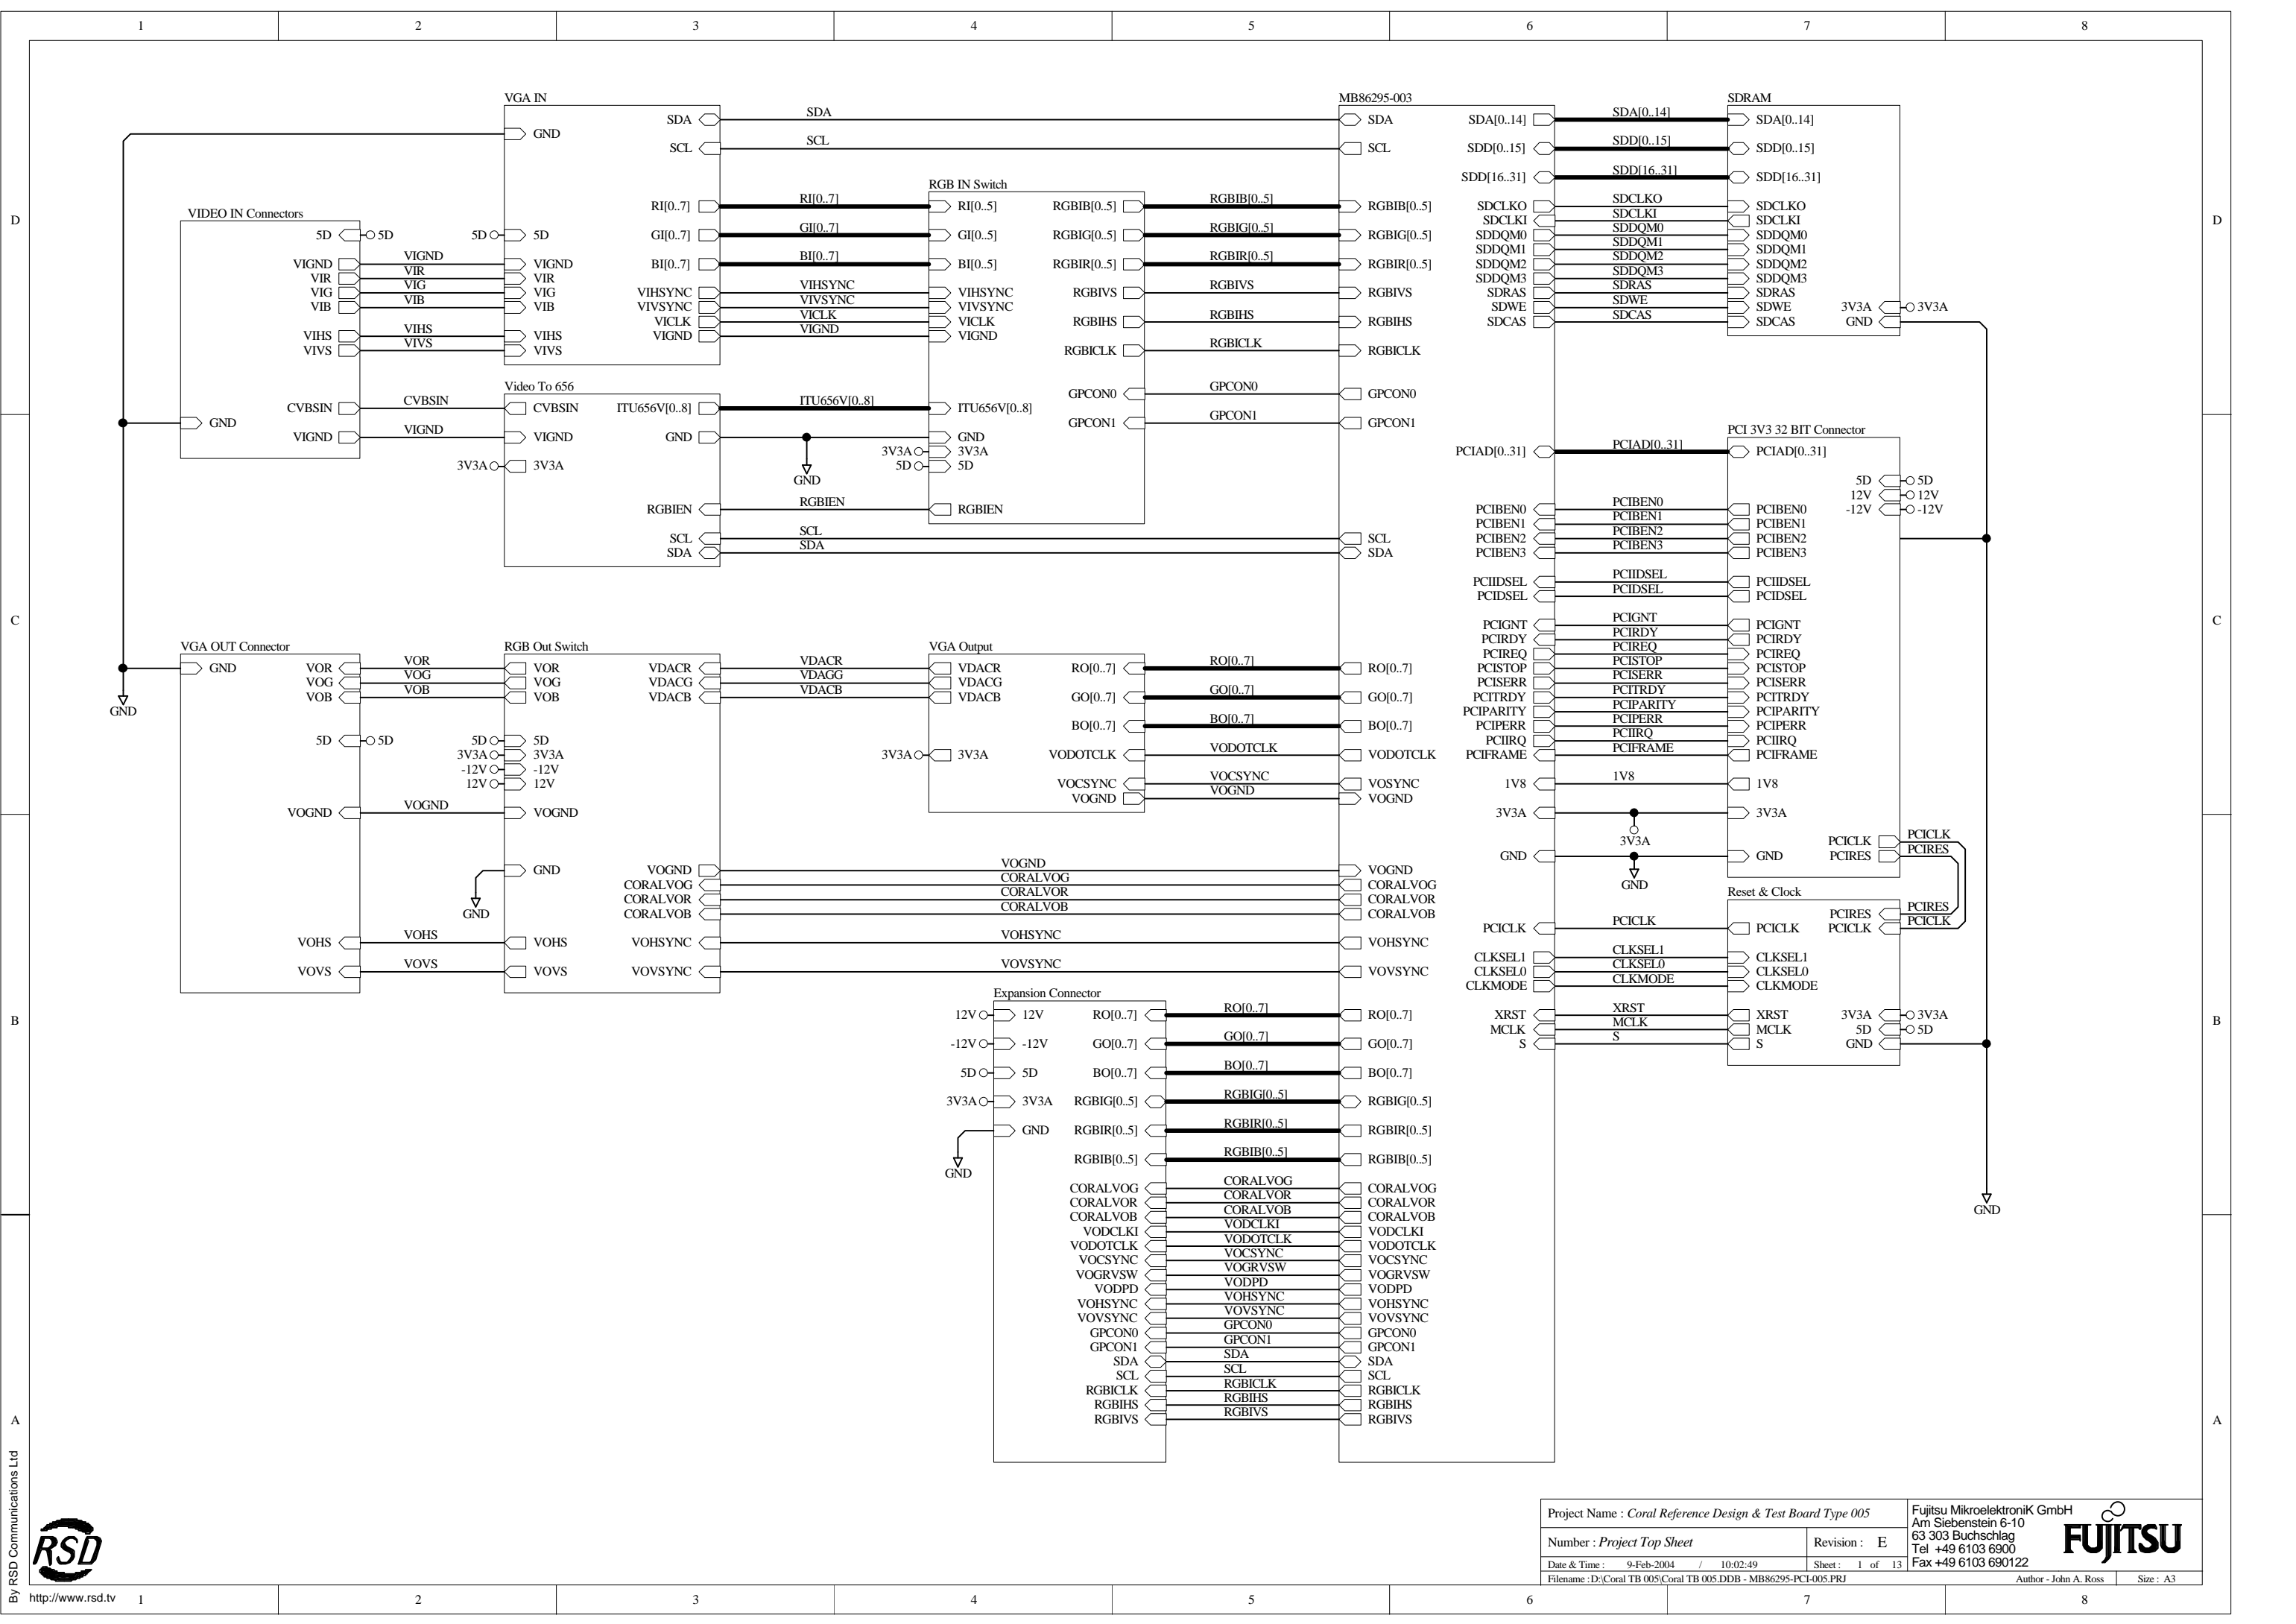 1 2 3 4 5 6 7 8
D
C
B
A
D
C
B
A
VGA IN
GND
5D 5D
VIGND
VIR
VIG
VIB
VIHS
VIVS
SDA
SCL
RI[0..7]
GI[0..7]
BI[0..7]
VIHSYNC
VIVSYNC
VICLK
VIGND
SDA
SCL
RI[0..7]
GI[0..7]
BI[0..7]
VIHSYNC
VIVSYNC
VICLK
VIGND
VIDEO IN Connectors
5D 5D
VIGND
VIR
VIG
VIB
VIHS
VIVS
CVBSIN
VIGND
GND
VIGND
VIR
VIG
VIB
VIHS
VIVS
CVBSIN
VIGND
Video To 656
CVBSIN
VIGND
3V3A 3V3A
ITU656V[0..8]
GND
RGBIEN
SCL
SDA
ITU656V[0..8]
GND
RGBIEN
SCL
SDA
RGB IN Switch
RI[0..5]
GI[0..5]
BI[0..5]
VIHSYNC
VIVSYNC
VICLK
VIGND
ITU656V[0..8]
GND
3V3A 3V3A
5D 5D
RGBIEN
RGBIB[0..5]
RGBIG[0..5]
RGBIR[0..5]
RGBIVS
RGBIHS
RGBICLK
GPCON0
GPCON1
RGBIB[0..5]
RGBIG[0..5]
RGBIR[0..5]
RGBIVS
RGBIHS
RGBICLK
GPCON0
GPCON1
MB86295-003
SDA
SCL
RGBIB[0..5]
RGBIG[0..5]
RGBIR[0..5]
RGBIVS
RGBIHS
RGBICLK
GPCON0
GPCON1
SCL
SDA
RO[0..7]
GO[0..7]
BO[0..7]
VODOTCLK
VOSYNC
VOGND
VOGND
CORALVOG
CORALVOR
CORALVOB
VOHSYNC
VOVSYNC
RO[0..7]
GO[0..7]
BO[0..7]
RGBIG[0..5]
RGBIR[0..5]
RGBIB[0..5]
CORALVOG
CORALVOR
CORALVOB
VODCLKI
VODOTCLK
VOCSYNC
VOGRVSW
VODPD
VOHSYNC
VOVSYNC
GPCON0
GPCON1
SDA
SCL
RGBICLK
RGBIHS
RGBIVS
SDA[0..14]
SDD[0..15]
SDD[16..31]
SDCLKO
SDCLKI
SDDQM0
SDDQM1
SDDQM2
SDDQM3
SDRAS
SDWE
SDCAS
PCIAD[0..31]
PCIBEN0
PCIBEN1
PCIBEN2
PCIBEN3
PCIIDSEL
PCIDSEL
PCIGNT
PCIRDY
PCIREQ
PCISTOP
PCISERR
PCITRDY
PCIPARITY
PCIPERR
PCIIRQ
PCIFRAME
1V8
3V3A
GND
PCICLK
CLKSEL1
CLKSEL0
CLKMODE
XRST
MCLK
S
SDA[0..14]
SDD[0..15]
SDD[16..31]
SDCLKO
SDCLKI
SDDQM0
SDDQM1
SDDQM2
SDDQM3
SDRAS
SDWE
SDCAS
PCIAD[0..31]
PCIBEN0
PCIBEN1
PCIBEN2
PCIBEN3
PCIIDSEL
PCIDSEL
PCIGNT
PCIRDY
PCIREQ
PCISTOP
PCISERR
PCITRDY
PCIPARITY
PCIPERR
PCIIRQ
PCIFRAME
1V8
3V3A
GND
PCICLK
CLKSEL1
CLKSEL0
CLKMODE
XRST
MCLK
S
SDRAM
SDA[0..14]
SDD[0..15]
SDD[16..31]
SDCLKO
SDCLKI
SDDQM0
SDDQM1
SDDQM2
SDDQM3
SDRAS
SDWE
SDCAS
3V3A 3V3A
GND
PCI 3V3 32 BIT Connector
PCIAD[0..31]
5D 5D
12V 12V
-12V -12V
PCIBEN0
PCIBEN1
PCIBEN2
PCIBEN3
PCIIDSEL
PCIDSEL
PCIGNT
PCIRDY
PCIREQ
PCISTOP
PCISERR
PCITRDY
PCIPARITY
PCIPERR
PCIIRQ
PCIFRAME
1V8
3V3A
GND
PCICLK PCICLK
PCIRES PCIRES
Reset & Clock
PCIRES PCIRES
PCICLK PCICLK PCICLK
CLKSEL1
CLKSEL0
CLKMODE
XRST
MCLK
S
3V3A 3V3A
5D 5D
GND
GND
VGA OUT Connector
GND
GND
VOR
VOG
VOB
5D 5D
VOGND
VOHS
VOVS
VOR
VOG
VOB
VOGND
VOHS
VOVS
RGB Out Switch
VOR
VOG
VOB
5D 5D
3V3A 3V3A
-12V -12V
12V 12V
VOGND
GND
GND
VOHS
VOVS
VDACR
VDACG
VDACB
VOGND
CORALVOG
CORALVOR
CORALVOB
VOHSYNC
VOVSYNC
VDACR
VDAGG
VDACB
VOGND
CORALVOG
CORALVOR
CORALVOB
VOHSYNC
VOVSYNC
VGA Output
VDACR
VDACG
VDACB
3V3A 3V3A
RO[0..7]
GO[0..7]
BO[0..7]
VODOTCLK
VOCSYNC
VOGND
RO[0..7]
GO[0..7]
BO[0..7]
VODOTCLK
VOCSYNC
VOGND
Expansion Connector
12V 12V
-12V -12V
5D 5D
3V3A 3V3A
GND
GND
RO[0..7]
GO[0..7]
BO[0..7]
RGBIG[0..5]
RGBIR[0..5]
RGBIB[0..5]
CORALVOG
CORALVOR
CORALVOB
VODCLKI
VODOTCLK
VOCSYNC
VOGRVSW
VODPD
VOHSYNC
VOVSYNC
GPCON0
GPCON1
SDA
SCL
RGBICLK
RGBIHS
RGBIVS
RO[0..7]
GO[0..7]
BO[0..7]
RGBIG[0..5]
RGBIR[0..5]
RGBIB[0..5]
CORALVOG
CORALVOR
CORALVOB
VODCLKI
VODOTCLK
VOCSYNC
VOGRVSW
VODPD
VOHSYNC
VOVSYNC
GPCON0
GPCON1
SDA
SCL
RGBICLK
RGBIHS
RGBIVS
Project Name : Coral Reference Design & Test Board Type 005
Number : Project Top Sheet
Revision : E
Date & Time : 9-Feb-2004 / 10:02:49
Sheet : 1 of 13
Filename : D:\Coral TB 005\Coral TB 005.DDB - MB86295-PCI-005.PRJ
Author - John A. Ross
Size : A3
Fujitsu MikroelektroniK GmbH
Am Siebenstein 6-10
63 303 Buchschlag
Tel +49 6103 6900
Fax +49 6103 690122
FUJITSU
By RSD Communications Ltd
RSD
http://www.rsd.tv
1 2 3 4 5 6 7 8